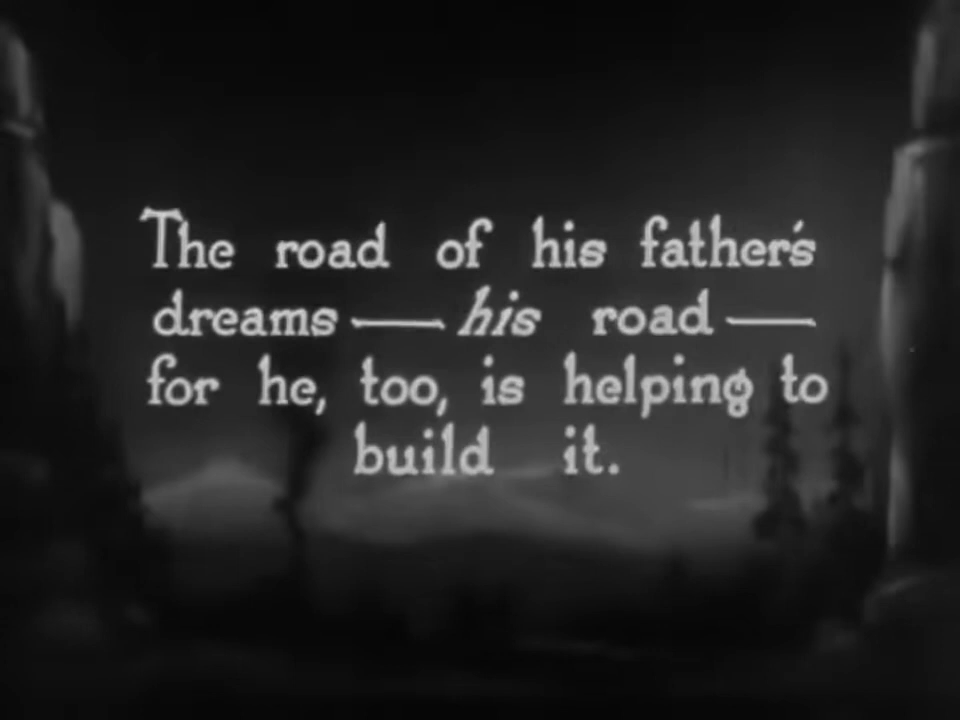 The road of his father's
dreams — his road —
for he, too, is helping to
build it.